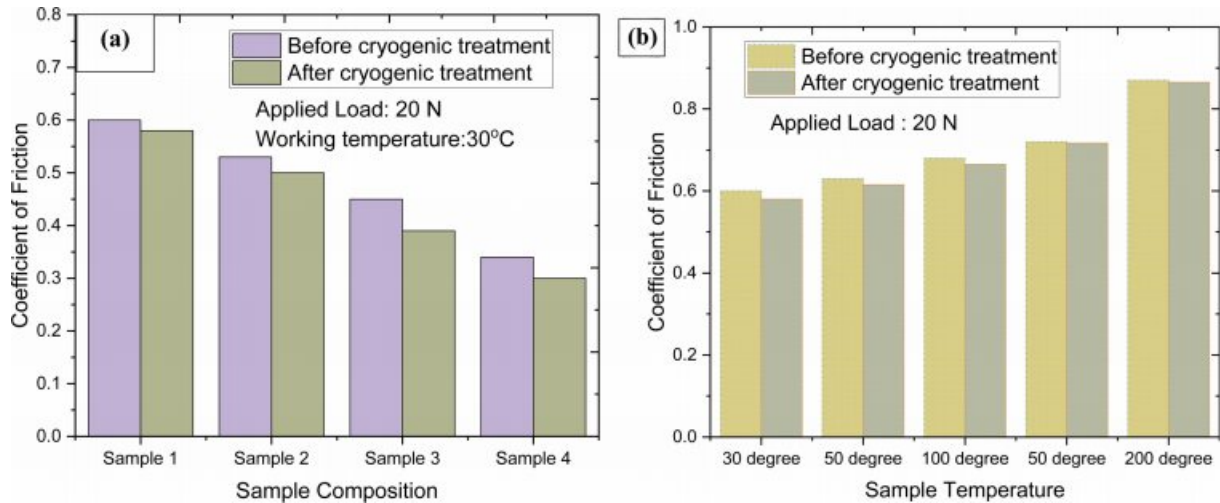 (a)
Before cryogenic treatment
After cryogenic treatment
Applied Load: 20 N
Working temperature:30°C
0.8
0.7
0.6
0.5
0.4
0.3
0.2
0.1
0.0
Coefficient of Friction
Sample 1 Sample 2 Sample 3 Sample 4
Sample Composition
(b)
Before cryogenic treatment
After cryogenic treatment
Applied Load : 20 N
1.0
0.8
0.6
0.4
0.2
0.0
Coefficient of Friction
30 degree 50 degree 100 degree 50 degree 200 degree
Sample Temperature